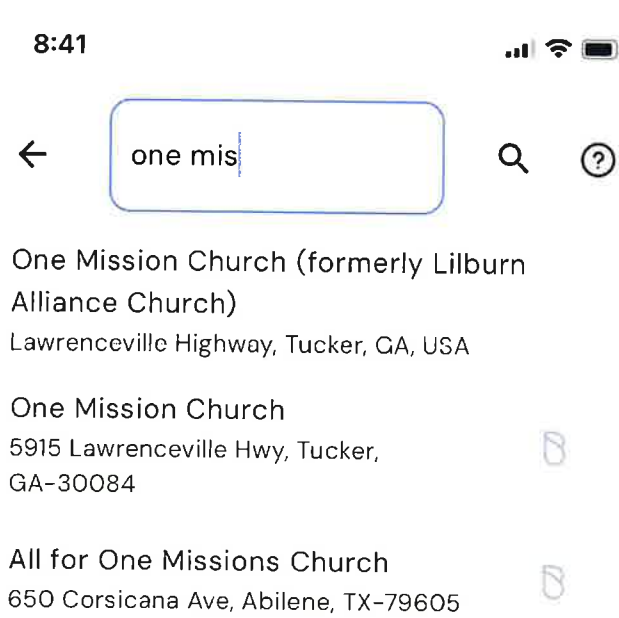 8:41
one mis
One Mission Church (formerly Lilburn
Alliance Church)
Lawrenceville Highway, Tucker, GA, USA
One Mission Church
5915 Lawrenceville Hwy, Tucker,
GA-30084
All for One Missions Church
650 Corsicana Ave, Abilene, TX-79605